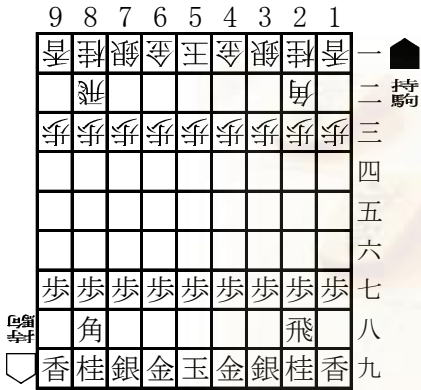 9 8 7 6 5 4 3 2 1
香桂銀金王金銀桂香 一
飛角 二
歩歩歩歩歩歩歩歩歩 三
四
五
六
歩歩歩歩歩歩歩歩歩 七
角飛 八
香桂銀金玉金銀桂香 九
持駒
持駒